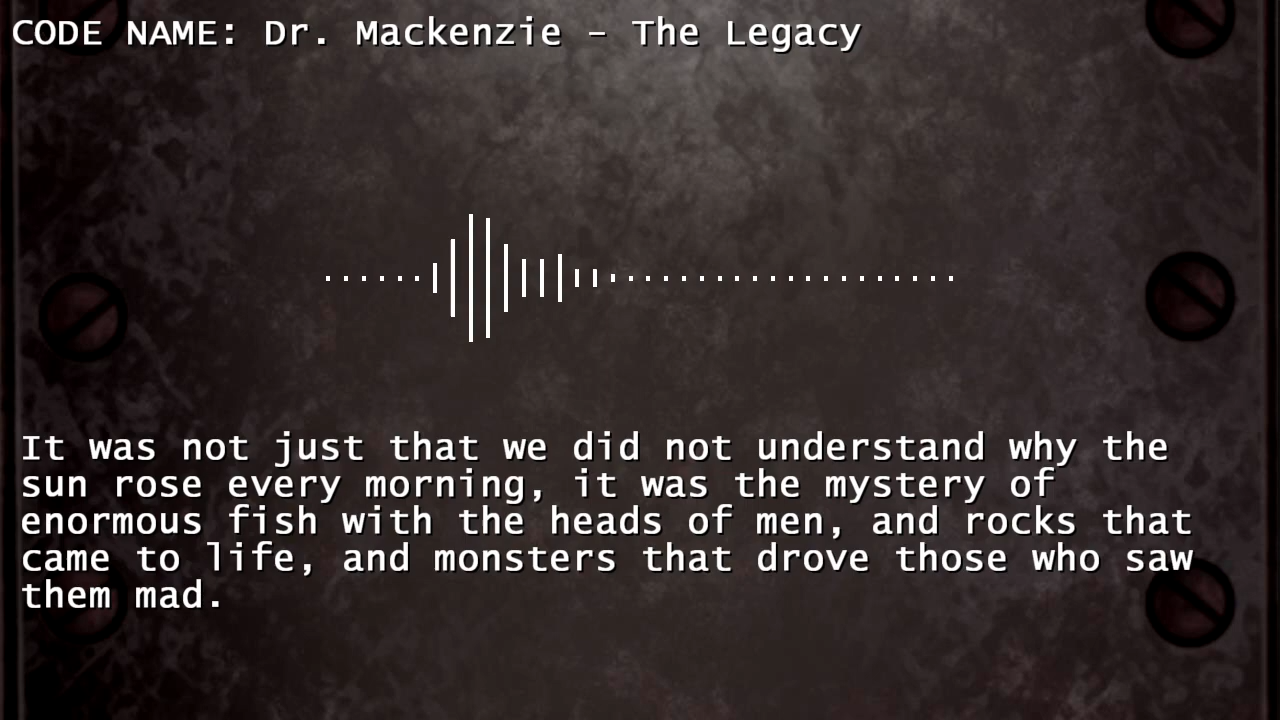 CODE NAME: Dr. Mackenzie - The Legacy
It was not just that we did not understand why the
sun rose every morning, it was the mystery of
enormous fish with the heads of men, and rocks that
came to life, and monsters that drove those who saw
them mad.